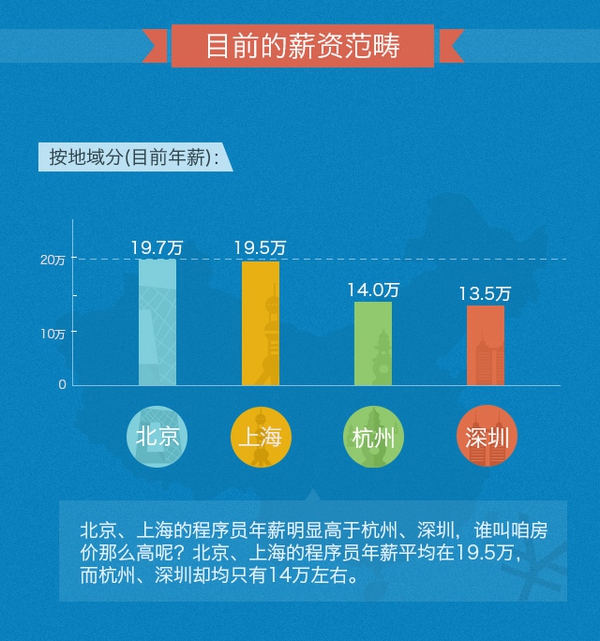 目前的薪资范畴
按地域分(目前年薪):
19.7万 19.5万 14.0万 13.5万
20万
10万
0
北京 上海 杭州 深圳
北京、上海的程序员年薪明显高于杭州、深圳，谁叫咱房
价那么高呢？北京、上海的程序员年薪平均在19.5万，
而杭州、深圳却均只有14万左右。